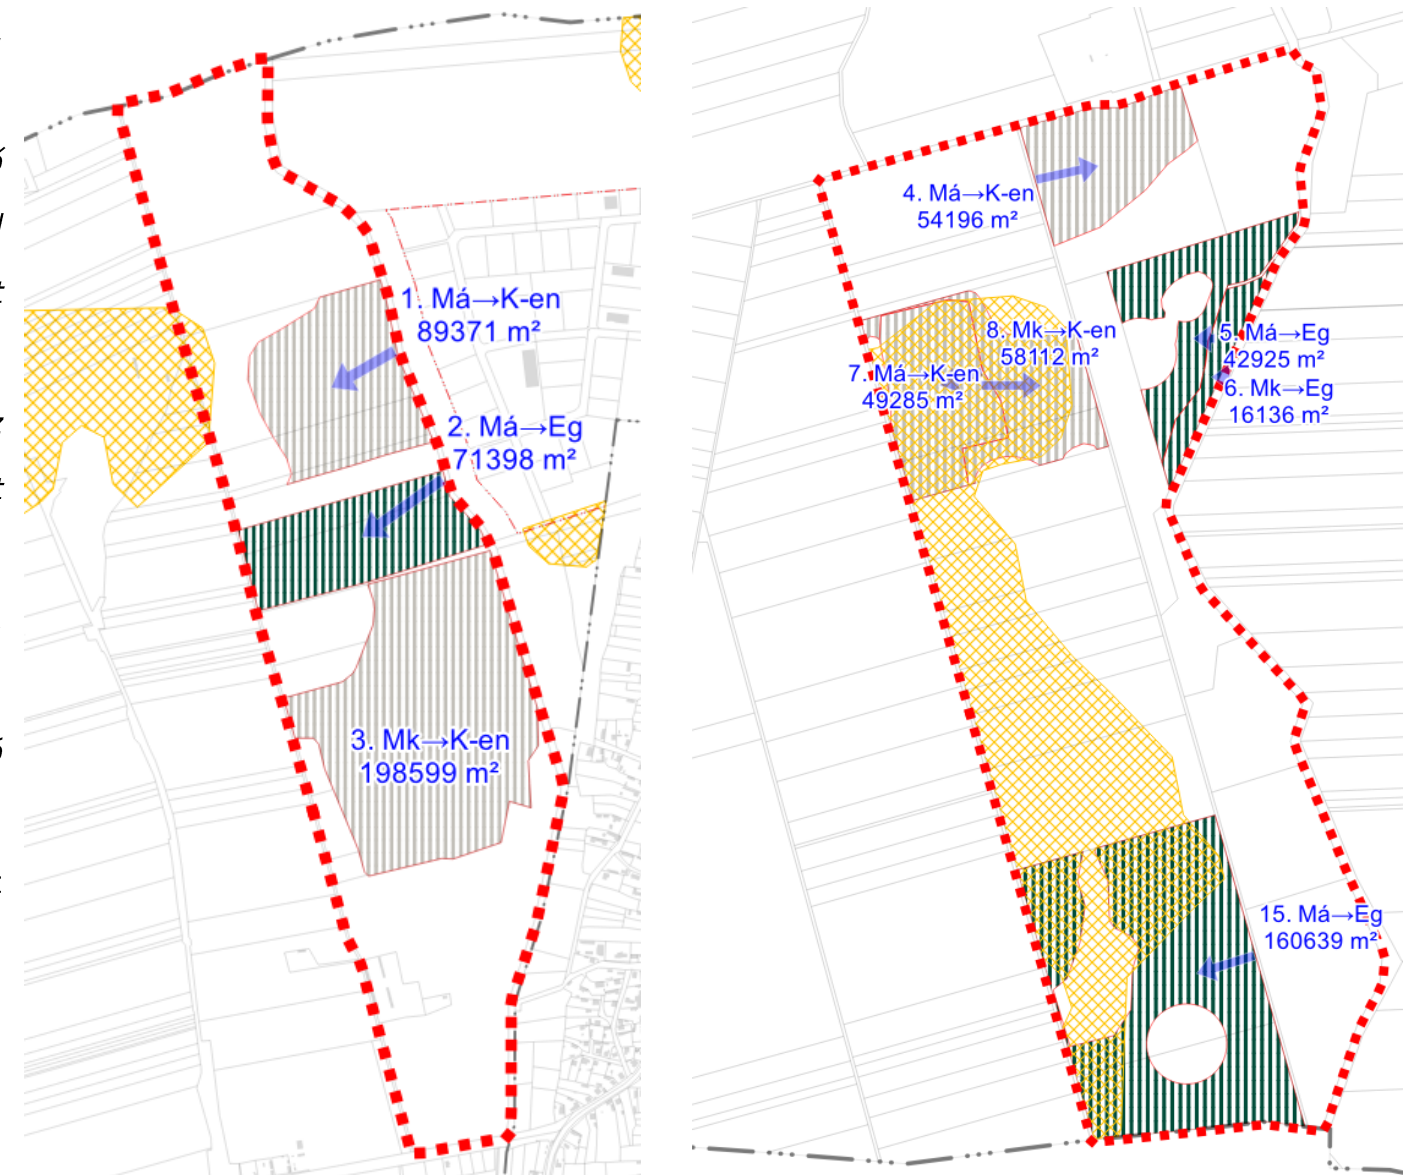 1. Má→K-en
89371 m²
2. Má→Eg
71398 m²
3. Mk→K-en
198599 m²
4. Má→K-en
54196 m²
5. Má→Eg
42925 m²
6. Mk→Eg
16136 m²
7. Má→K-en
49285 m²
8. Mk→K-en
58112 m²
15. Má→Eg
160639 m²